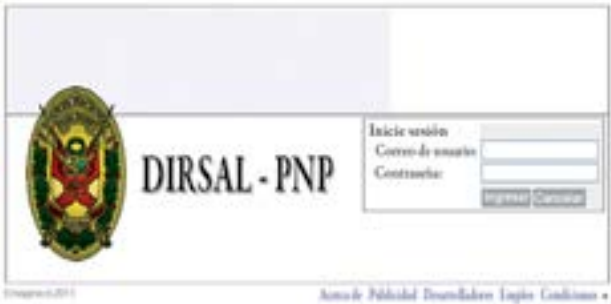 Inicie sesión
Correo de usuario:
Contraseña:
DIRSAL - PNP
Ingresar Cancelar
Acerca de Publicidad Desarrolladores Empleo Condiciones